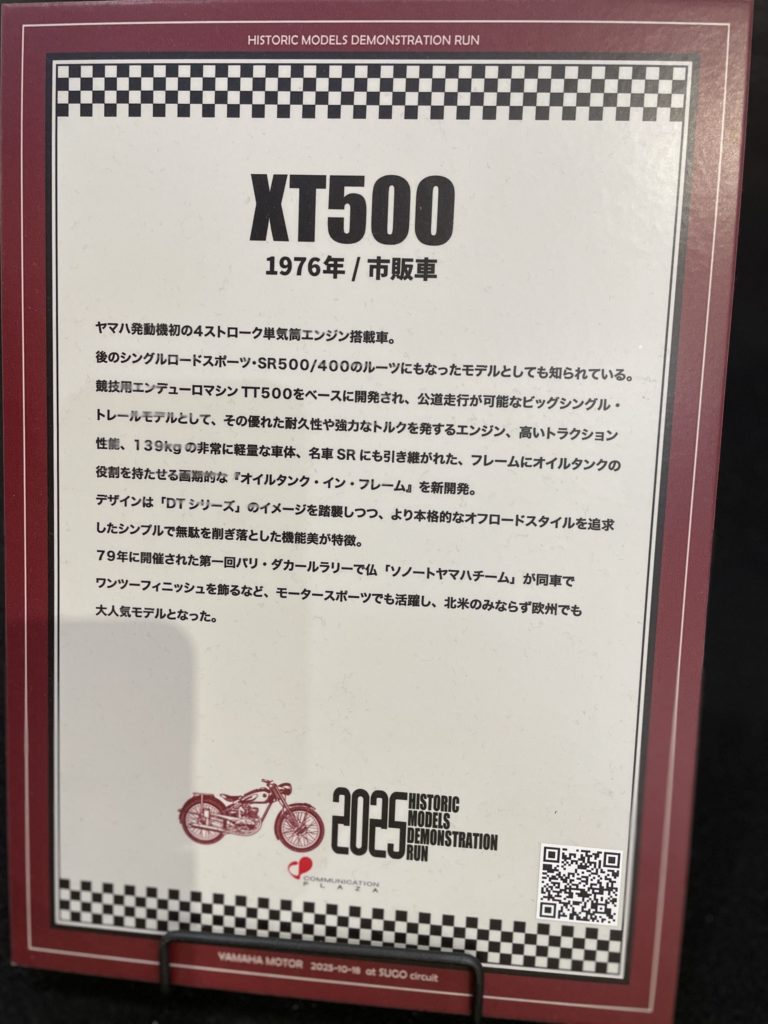 HISTORIC MODELS DEMONSTRATION RUN
XT500
1976年 / 市販車
ヤマハ発動機初の4ストローク単気筒エンジン搭載車。
後のシングルロードスポーツ・SR500/400のルーツにもなったモデルとしても知られている。
競技用エンデューロマシン TT500をベースに開発され、公道走行が可能なビッグシングル・
トレールモデルとして、その優れた耐久性や強力なトルクを発するエンジン、高いトラクション
性能、139kg の非常に軽量な車体、名車 SR にも引き継がれた、フレームにオイルタンクの
役割を持たせる画期的な『オイルタンク・イン・フレーム』を新開発。
デザインは「DT シリーズ」のイメージを踏襲しつつ、より本格的なオフロードスタイルを追求
したシンプルで無駄を削ぎ落とした機能美が特徴。
79年に開催された第一回パリ・ダカールラリーで仏「ソノートヤマハチーム」が同車で
ワンツーフィニッシュを飾るなど、モータースポーツでも活躍し、北米のみならず欧州でも
大人気モデルとなった。
2025 HISTORIC
MODELS
DEMONSTRATION
RUN
COMMUNICATION
PLAZA
YAMAHA MOTOR 2025-10-18 at SUGO circuit